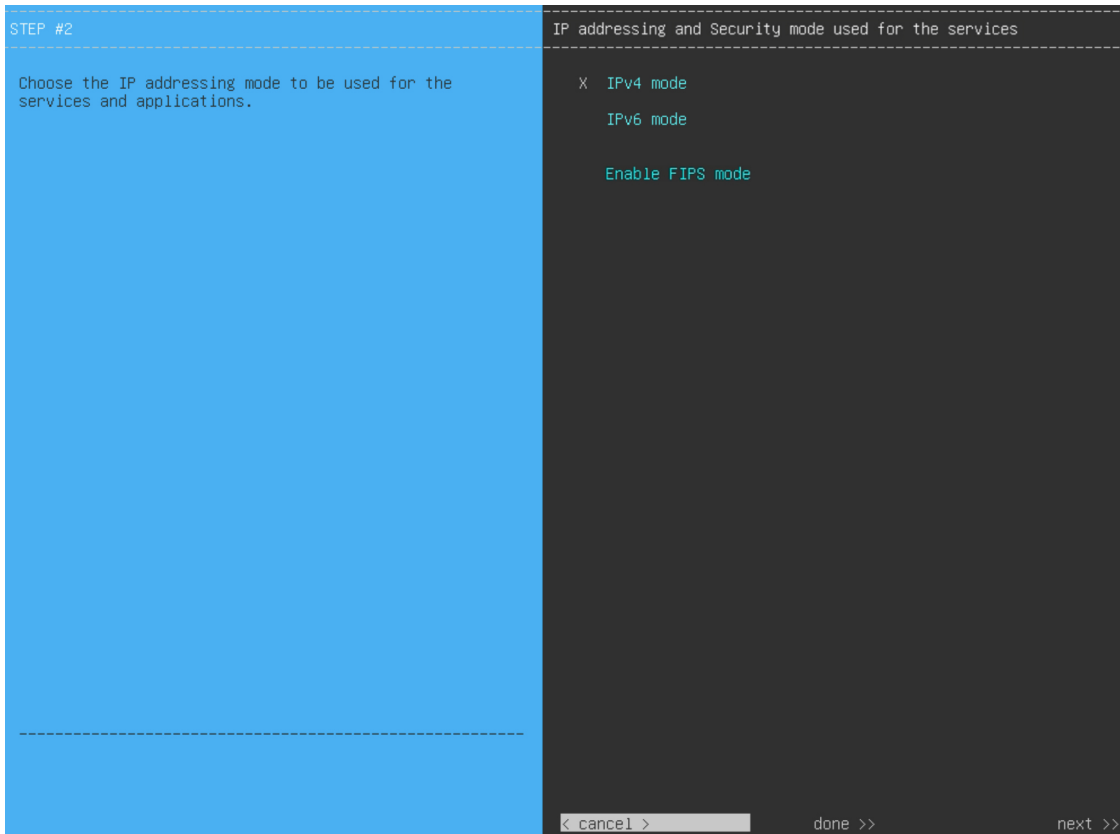 STEP #2
Choose the IP addressing mode to be used for the
services and applications.
IP addressing and Security mode used for the services
X IPv4 mode
IPv6 mode
Enable FIPS mode
< cancel >
done >>
next >>